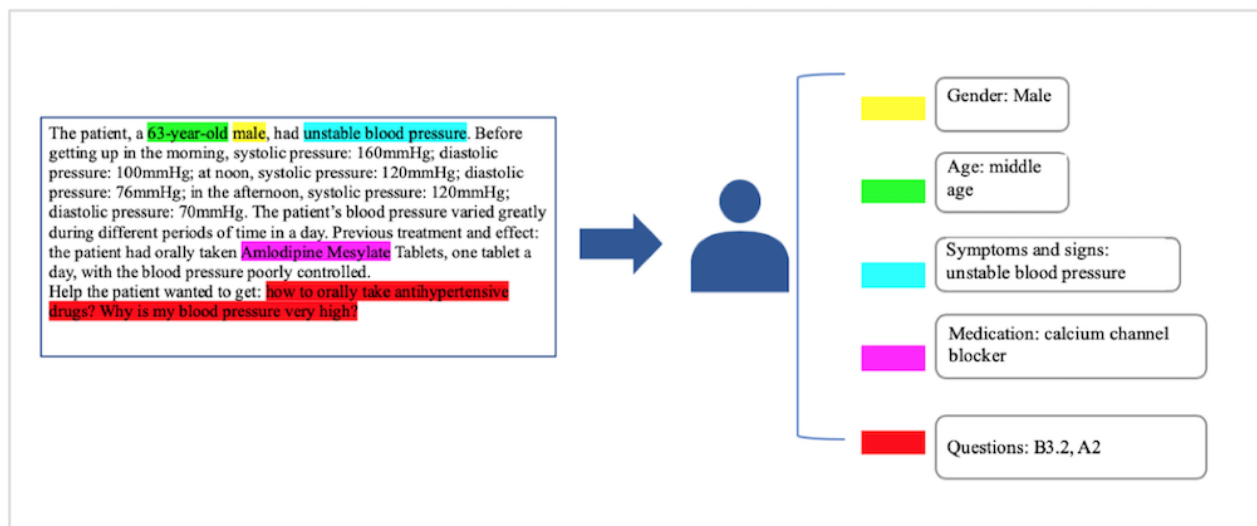 The patient, a 63-year-old male, had unstable blood pressure. Before
getting up in the morning, systolic pressure: 160mmHg; diastolic
pressure: 100mmHg; at noon, systolic pressure: 120mmHg; diastolic
pressure: 76mmHg; in the afternoon, systolic pressure: 120mmHg;
diastolic pressure: 70mmHg. The patient's blood pressure varied greatly
during different periods of time in a day. Previous treatment and effect:
the patient had orally taken Amlodipine Mesylate Tablets, one tablet a
day, with the blood pressure poorly controlled.
Help the patient wanted to get: how to orally take antihypertensive
drugs? Why is my blood pressure very high?
Gender: Male
Age: middle
age
Symptoms and signs:
unstable blood pressure
Medication: calcium channel
blocker
Questions: B3.2, A2